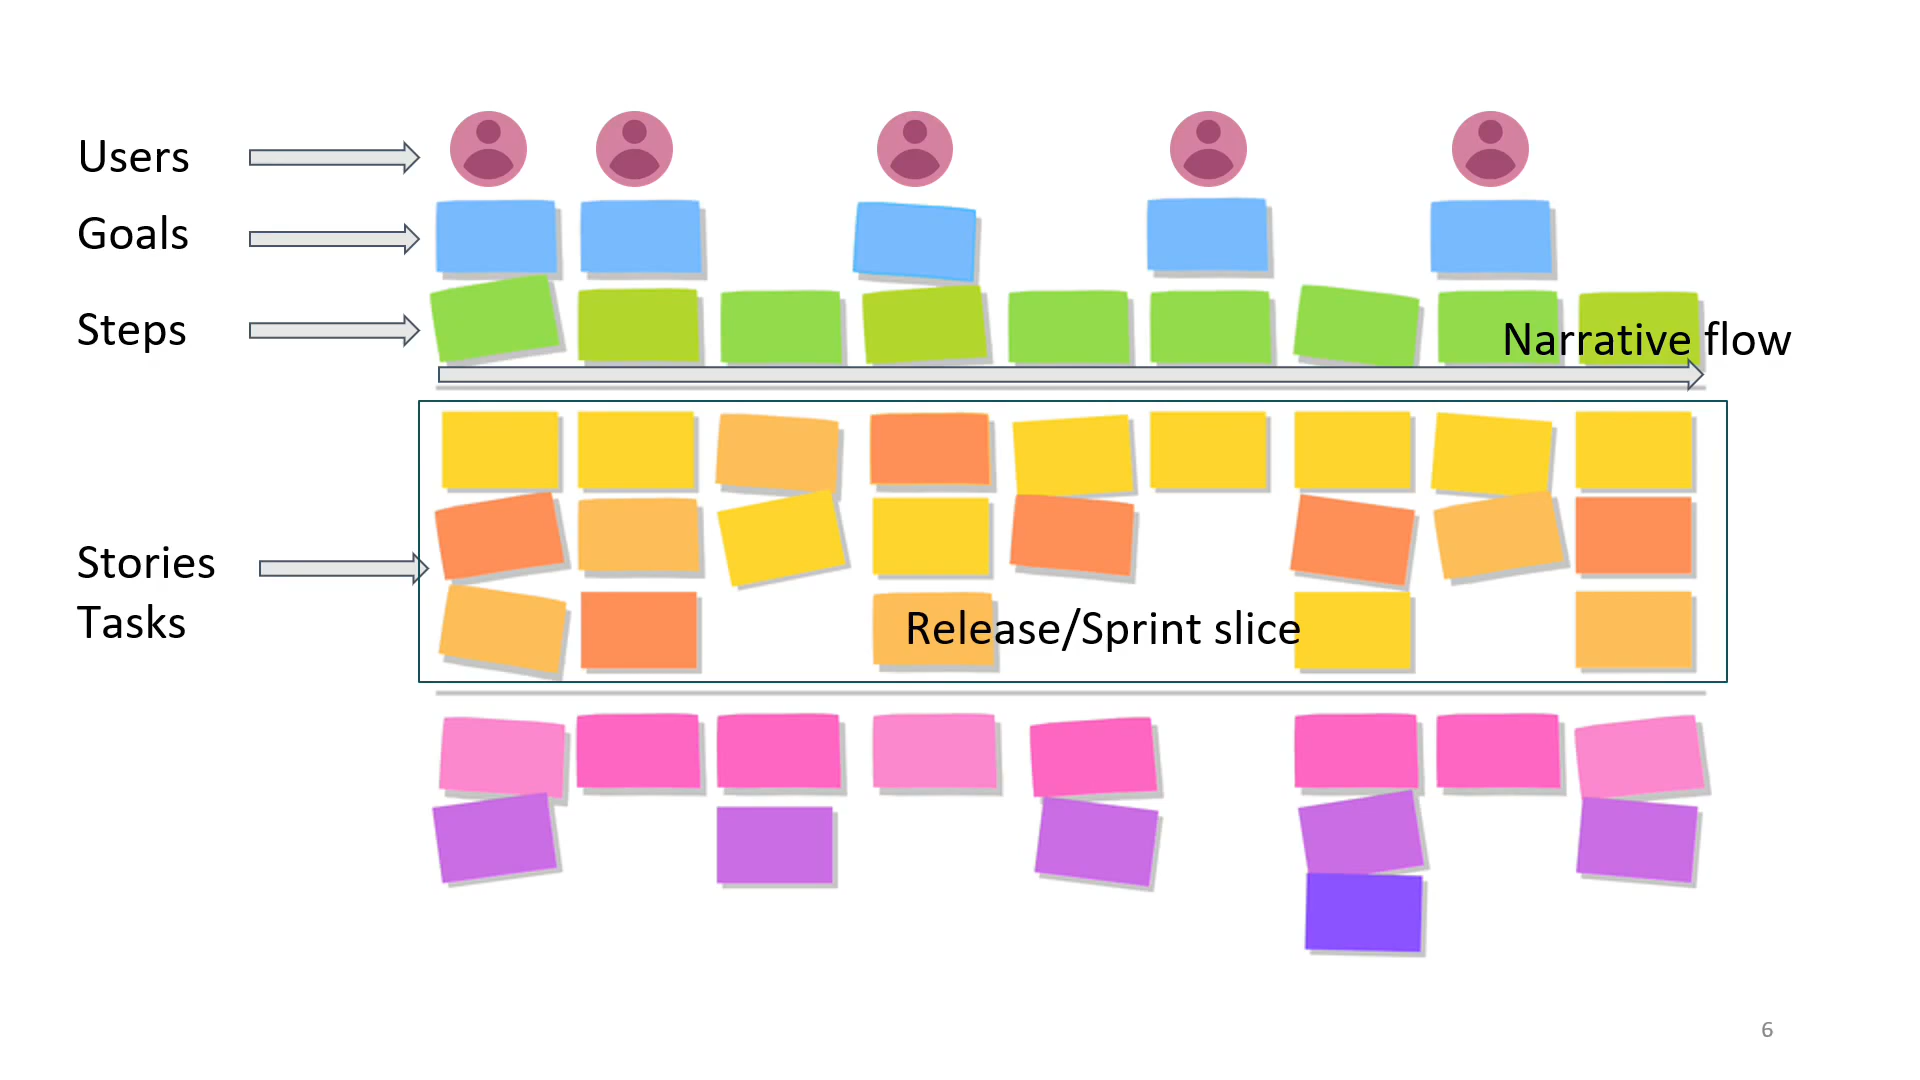 Users
Goals
Steps
Narrative flow
Stories
Tasks
Release/Sprint slice
6